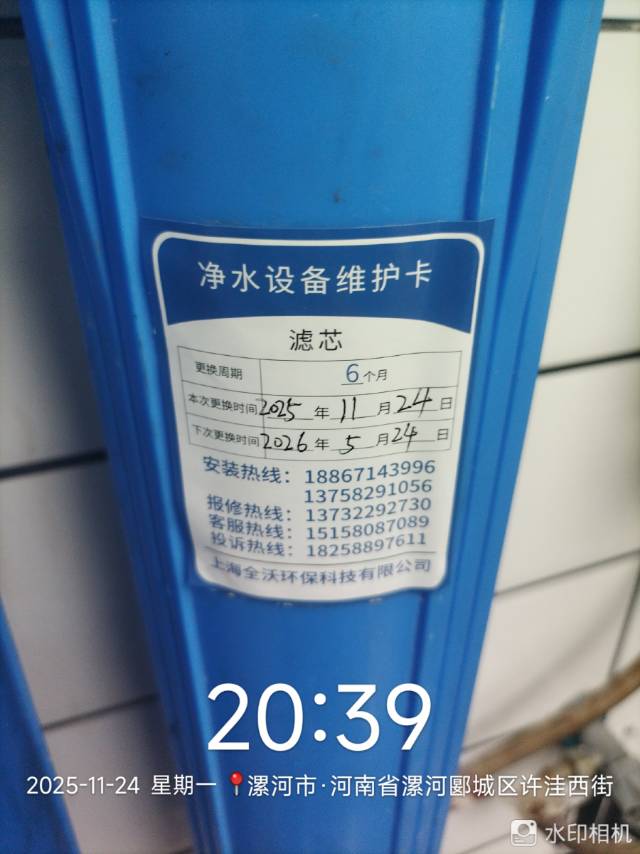 净水设备维护卡
滤芯
更换周期 6个月
本次更换时间 2025 年 11 月 24 日
下次更换时间 2026 年 5 月 24 日
安装热线：18867143996
13758291056
报修热线：13732292730
客服热线：15158087089
投诉热线：18258897611
上海全沃环保科技有限公司
20:39
2025-11-24 星期一 漯河市·河南省漯河郾城区许洼西街
水印相机